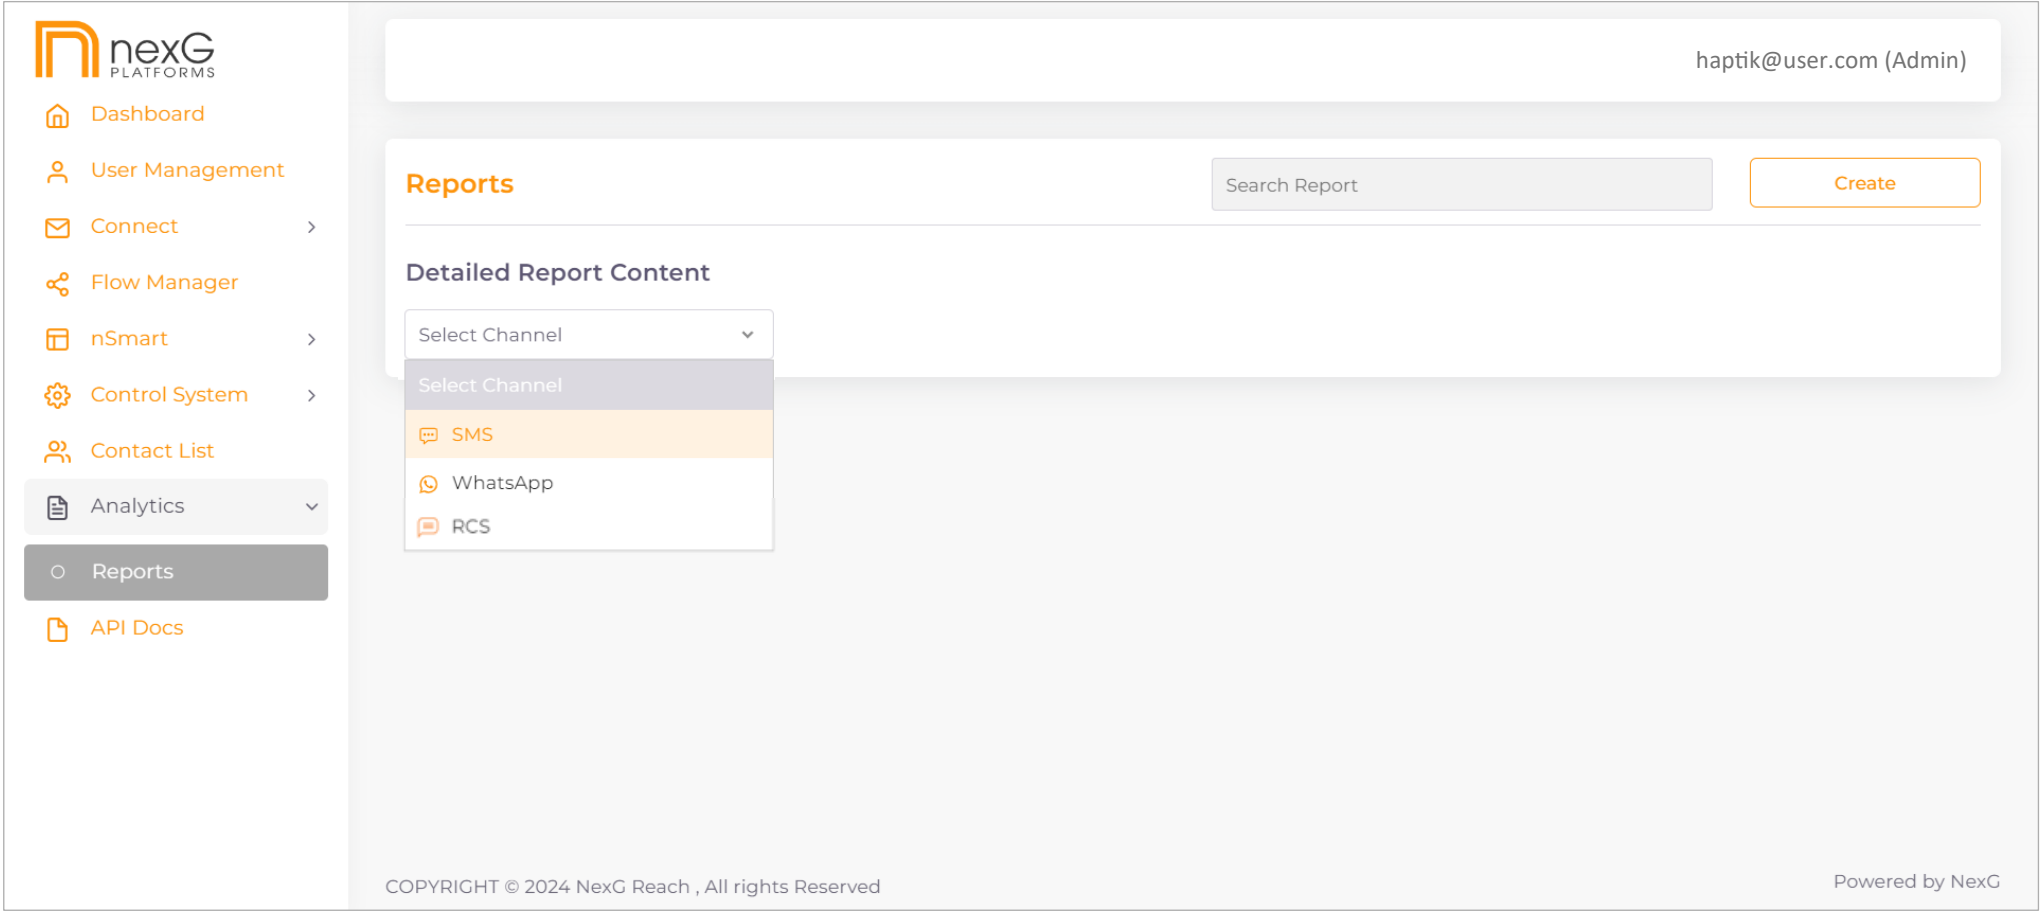 nexG
PLATFORMS
Dashboard
User Management
Connect
Flow Manager
nSmart
Control System
Contact List
Analytics
Reports
API Docs
haptik@user.com (Admin)
Reports
Search Report
Create
Detailed Report Content
Select Channel
Select Channel
SMS
WhatsApp
RCS
COPYRIGHT © 2024 NexG Reach , All rights Reserved
Powered by NexG